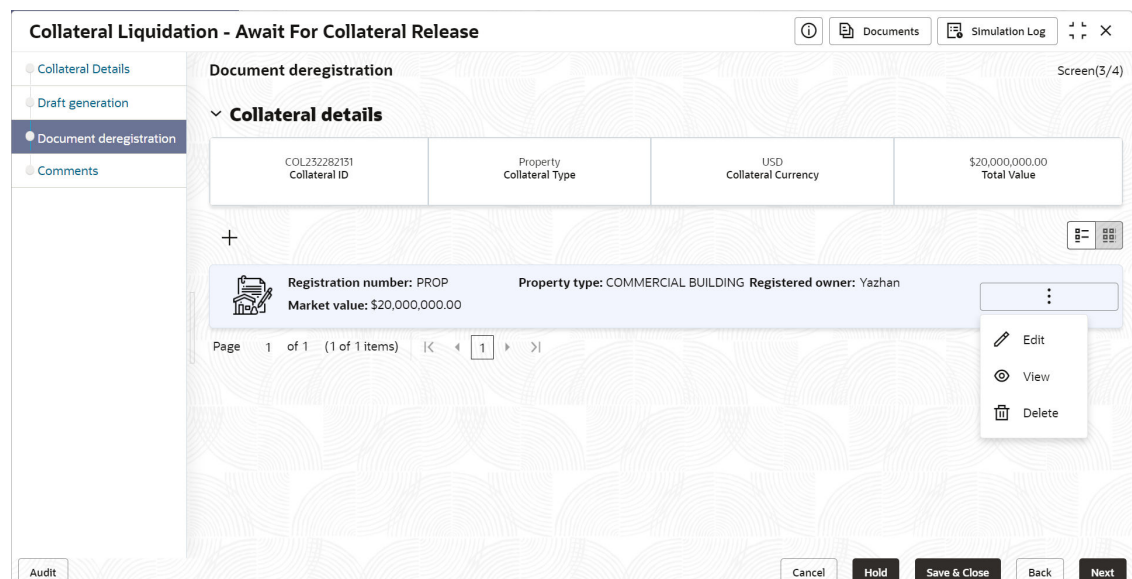 Collateral Liquidation - Await For Collateral Release
Documents
Simulation Log
Collateral Details
Draft generation
Document deregistration
Comments
Document deregistration
Screen(3/4)
Collateral details
COL232282131
Collateral ID
Property
Collateral Type
USD
Collateral Currency
$20,000,000.00
Total Value
Registration number: PROP Property type: COMMERCIAL BUILDING Registered owner: Yazhan
Market value: $20,000,000.00
Edit
View
Delete
Page 1 of 1 (1 of 1 items) 1
Audit
Cancel
Hold
Save & Close
Back
Next